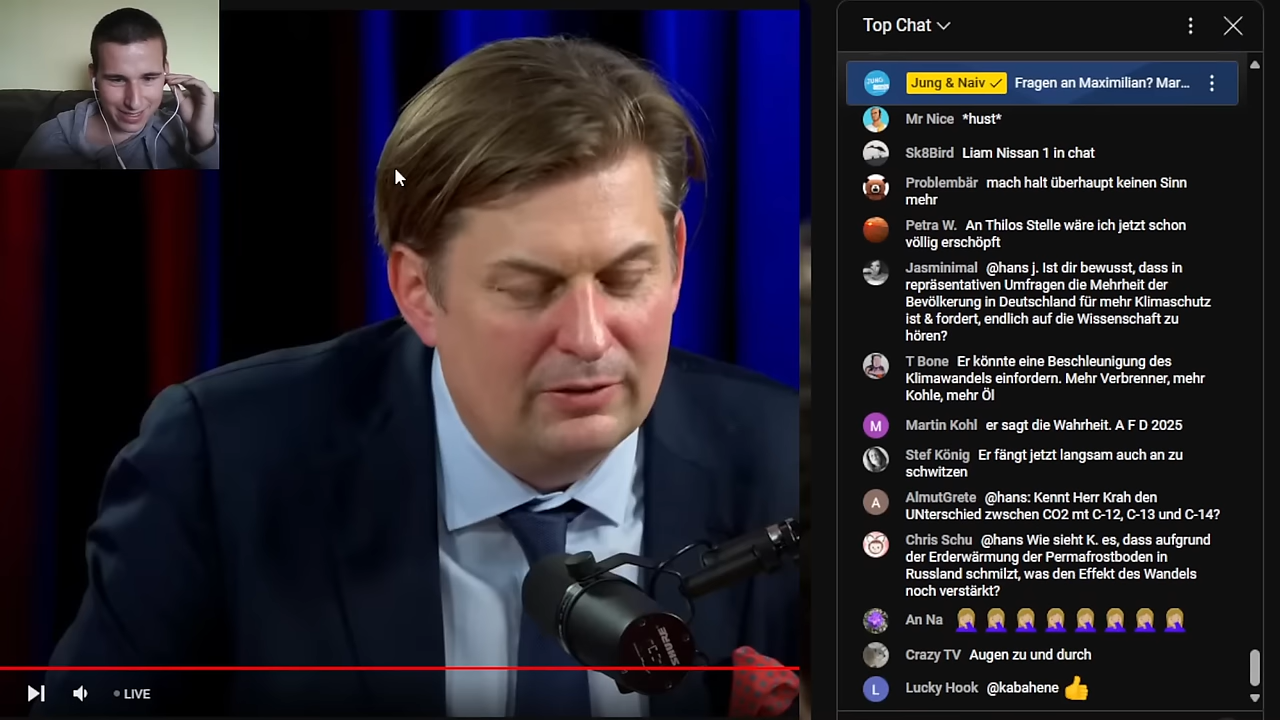 Top Chat
Jung & Naiv Fragen an Maximilian? Mar...
Mr Nice *hust*
Sk8Bird Liam Nissan 1 in chat
Problembär mach halt überhaupt keinen Sinn
mehr
Petra W. An Thilos Stelle wäre ich jetzt schon
völlig erschöpft
Jasminimal @hans j. Ist dir bewusst, dass in
repräsentativen Umfragen die Mehrheit der
Bevölkerung in Deutschland für mehr Klimaschutz
ist & fordert, endlich auf die Wissenschaft zu
hören?
T Bone Er könnte eine Beschleunigung des
Klimawandels einfordern. Mehr Verbrenner, mehr
Kohle, mehr Öl
M Martin Kohl er sagt die Wahrheit. A F D 2025
Stef König Er fängt jetzt langsam auch an zu
schwitzen
A AlmutGrete @hans: Kennt Herr Krah den
UNterschied zwschen CO2 mt C-12, C-13 und C-14?
Chris Schu @hans Wie sieht K. es, dass aufgrund
der Erderwärmung der Permafrostboden in
Russland schmilzt, was den Effekt des Wandels
noch verstärkt?
An Na 🤦🏼‍♀️🤦🏼‍♀️🤦🏼‍♀️🤦🏼‍♀️🤦🏼‍♀️🤦🏼‍♀️🤦🏼‍♀️🤦🏼‍♀️
Crazy TV Augen zu und durch
L Lucky Hook @kabahene 👍
SHURE
LIVE